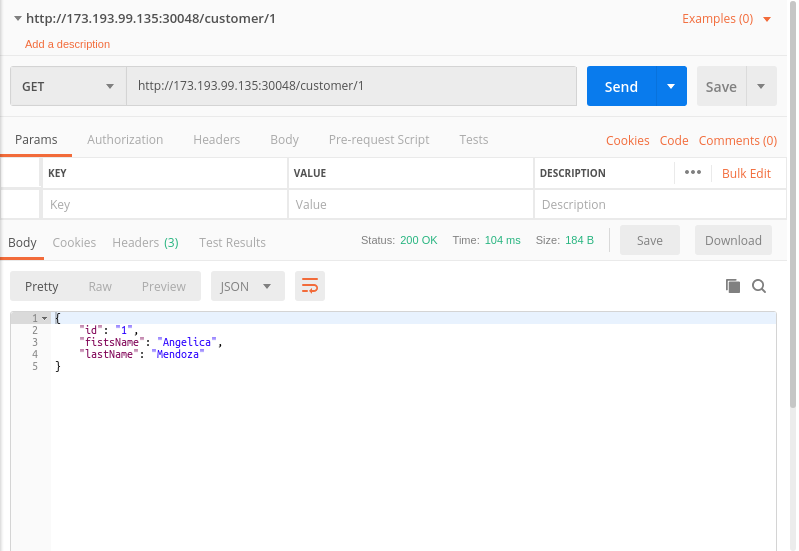 http://173.193.99.135:30048/customer/1 Examples (0)
Add a description
GET http://173.193.99.135:30048/customer/1 Send Save
Params Authorization Headers Body Pre-request Script Tests Cookies Code Comments (0)
KEY VALUE DESCRIPTION ••• Bulk Edit
Key Value Description
Body Cookies Headers (3) Test Results Status: 200 OK Time: 104 ms Size: 184 B Save Download
Pretty Raw Preview JSON
1 {
2 "id": "1",
3 "fistsName": "Angelica",
4 "lastName": "Mendoza"
5 }